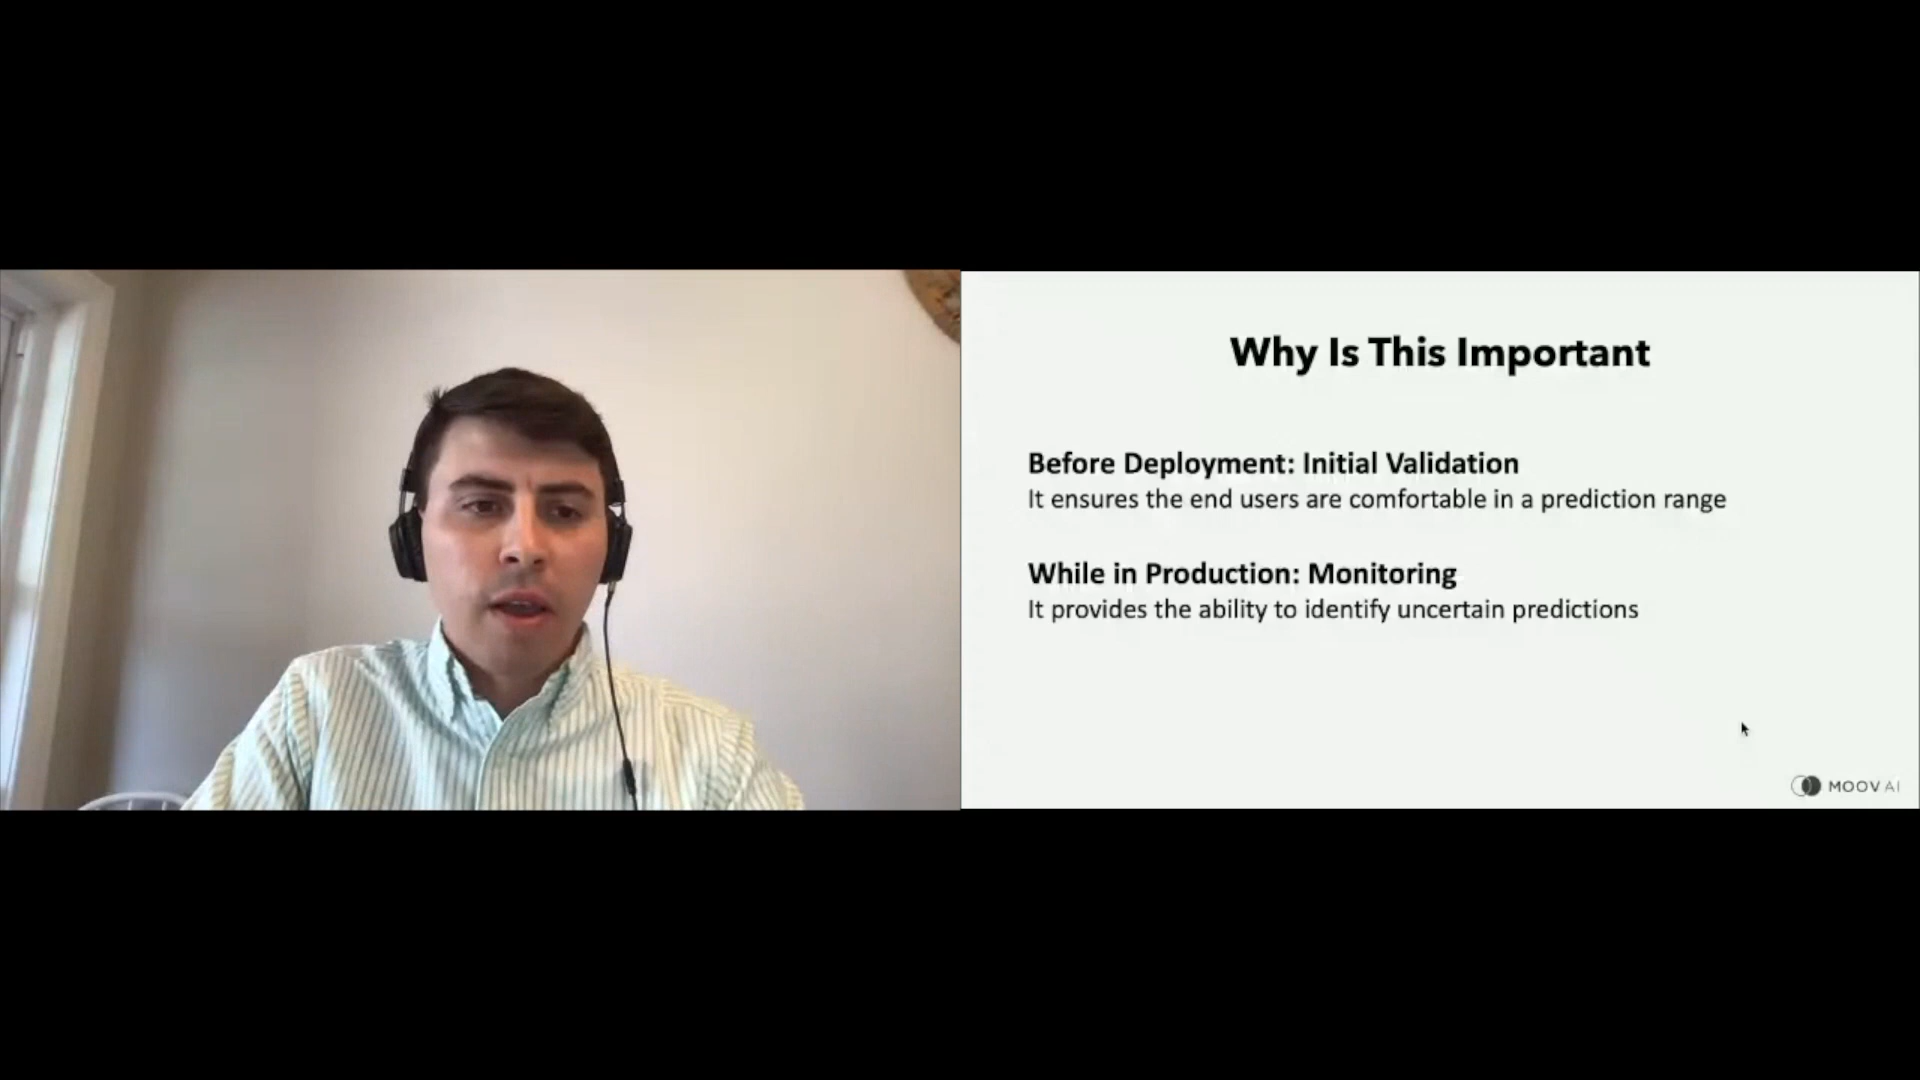 Why Is This Important
Before Deployment: Initial Validation
It ensures the end users are comfortable in a prediction range
While in Production: Monitoring
It provides the ability to identify uncertain predictions
MOOV AI